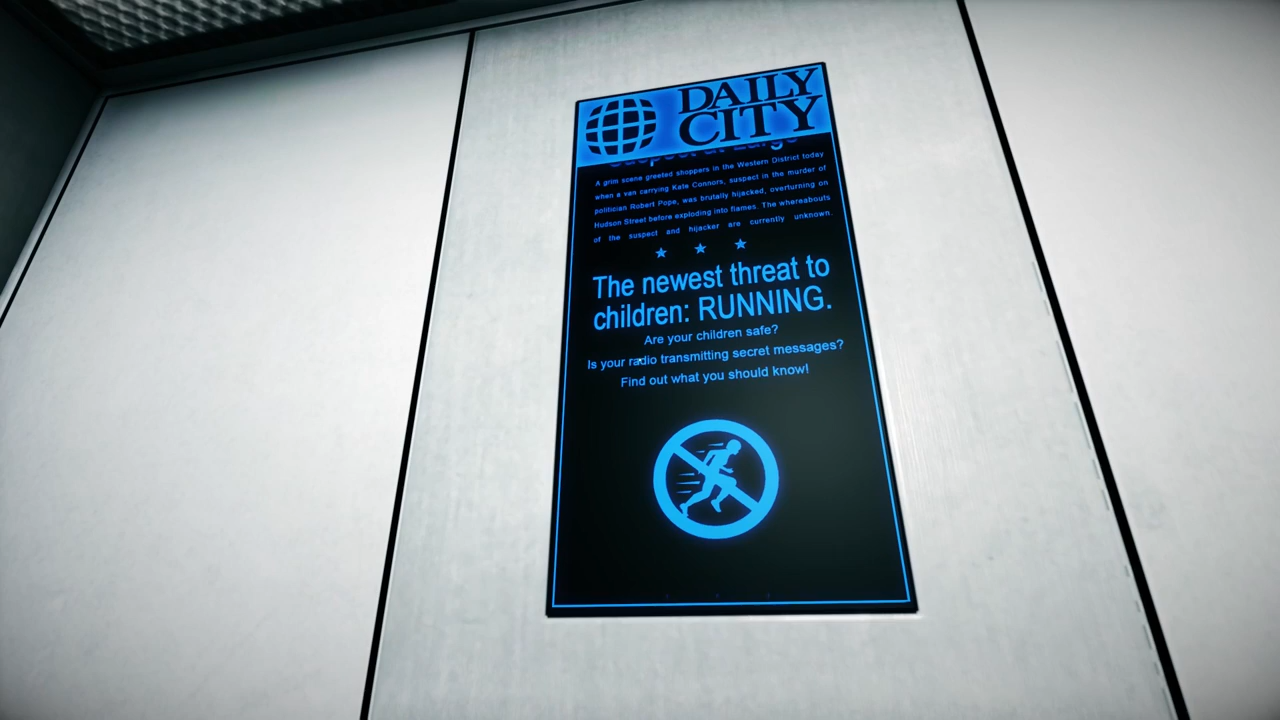 DAILY
CITY
Suspect at Large
A grim scene greeted shoppers in the Western District today
when a van carrying Kate Connors, suspect in the murder of
politician Robert Pope, was brutally hijacked, overturning on
Hudson Street before exploding into flames. The whereabouts
of the suspect and hijacker are currently unknown.
The newest threat to
children: RUNNING.
Are your children safe?
Is your radio transmitting secret messages?
Find out what you should know!